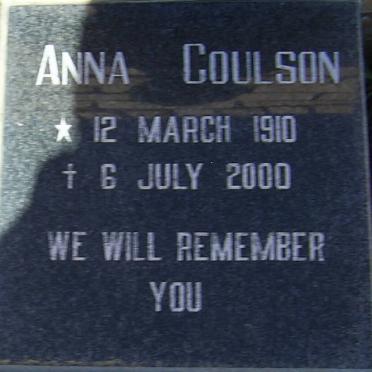 ANNA COULSON
★ 12 MARCH 1910
† 6 JULY 2000
WE WILL REMEMBER
YOU